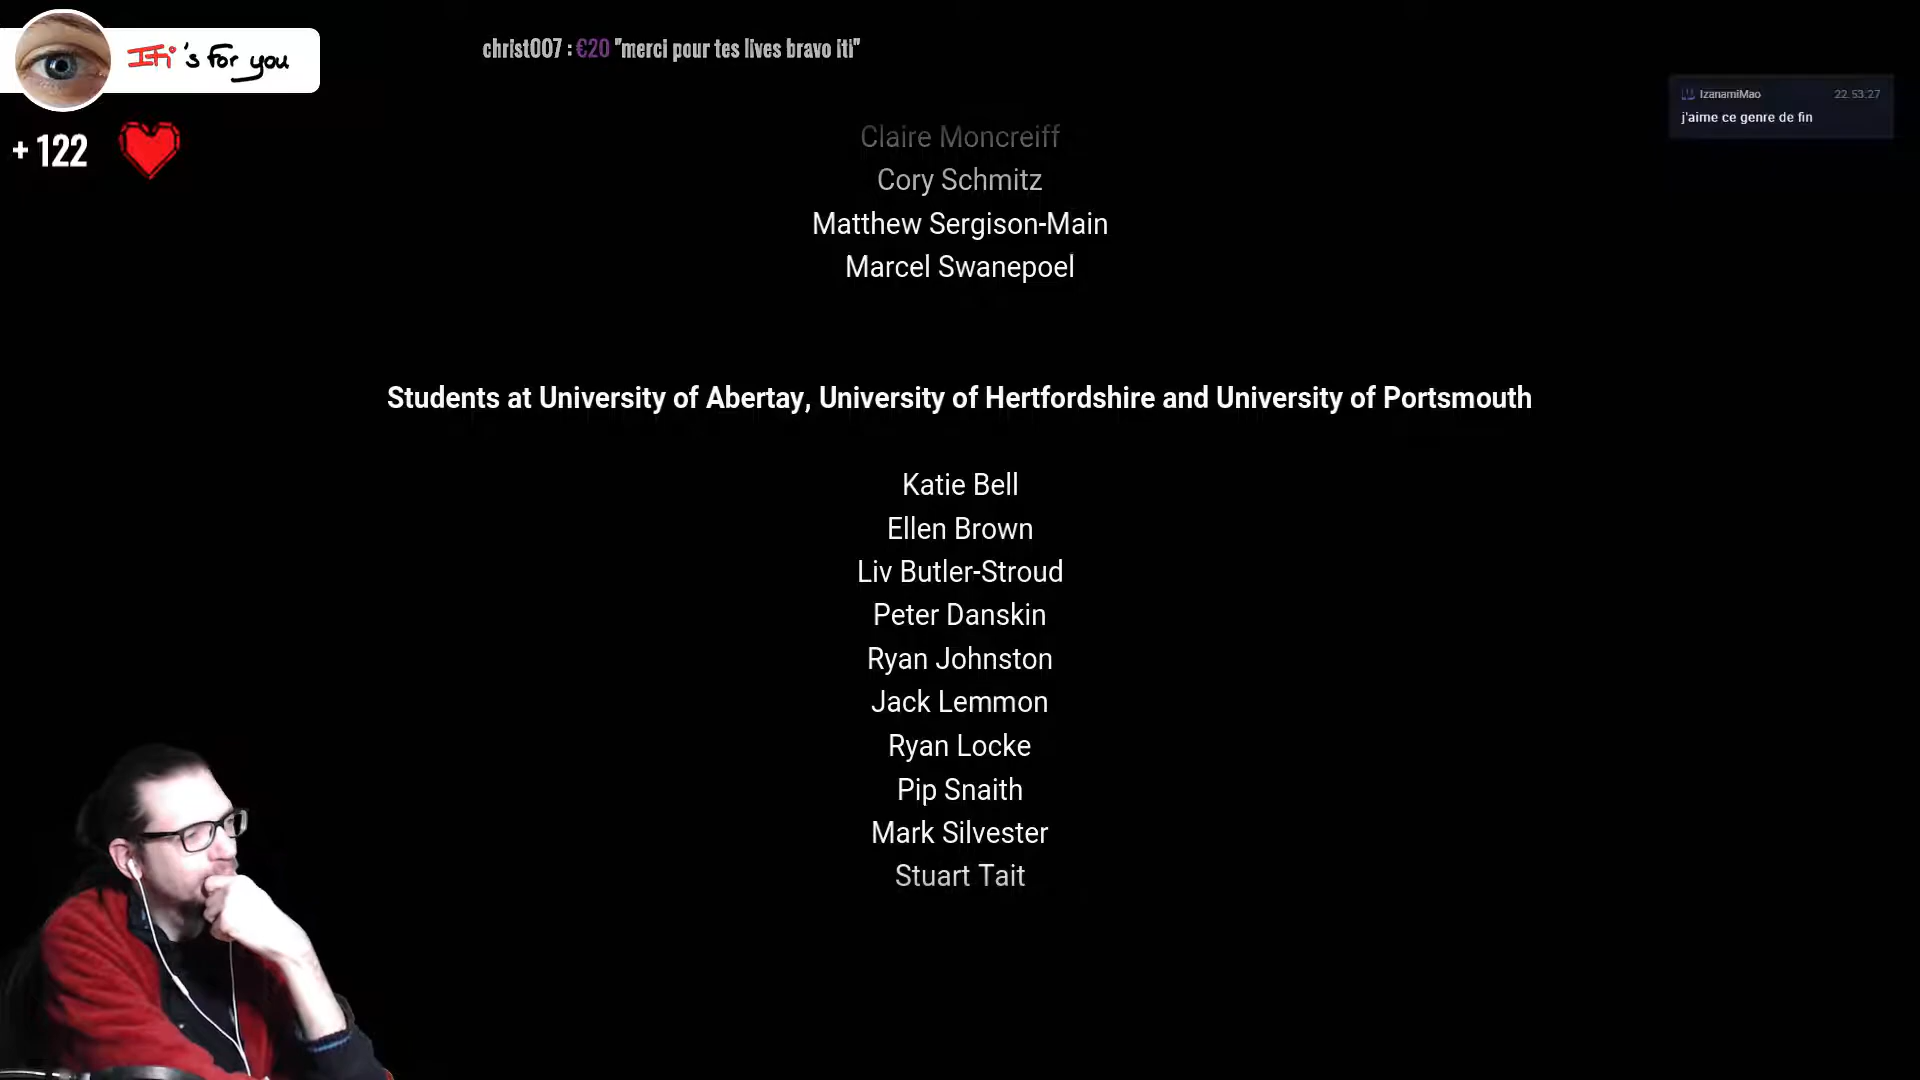 Iti's for you
+ 122
christ007 : €20 "merci pour tes lives bravo iti"
IzanamiMao 22:53:27
j'aime ce genre de fin
Claire Moncreiff
Cory Schmitz
Matthew Sergison-Main
Marcel Swanepoel
Students at University of Abertay, University of Hertfordshire and University of Portsmouth
Katie Bell
Ellen Brown
Liv Butler-Stroud
Peter Danskin
Ryan Johnston
Jack Lemmon
Ryan Locke
Pip Snaith
Mark Silvester
Stuart Tait